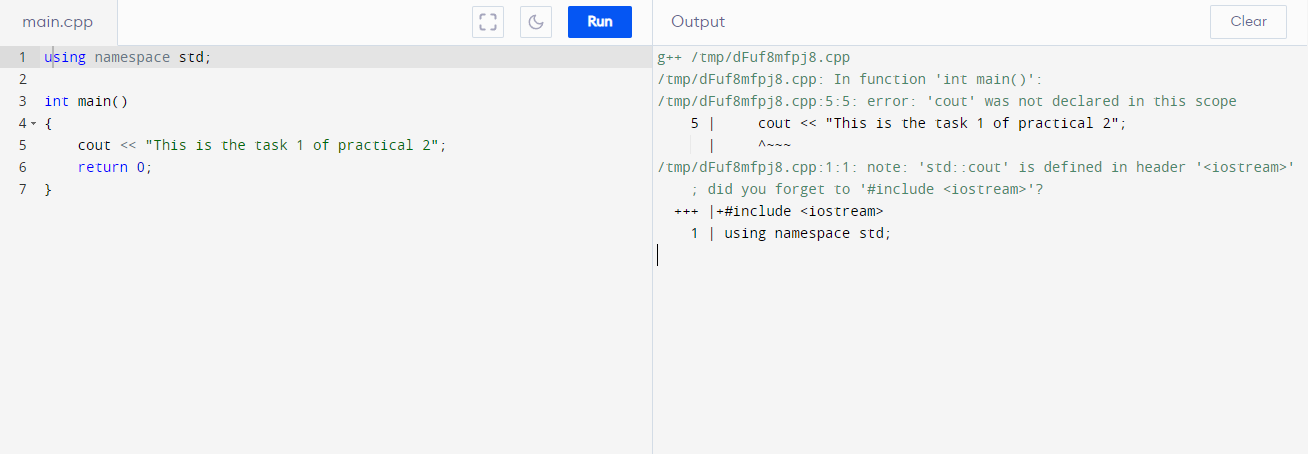 main.cpp
Run
Output
Clear
1 using namespace std;
2
3 int main()
4 {
5     cout << "This is the task 1 of practical 2";
6     return 0;
7 }
g++ /tmp/dFuf8mfpj8.cpp
/tmp/dFuf8mfpj8.cpp: In function 'int main()':
/tmp/dFuf8mfpj8.cpp:5:5: error: 'cout' was not declared in this scope
    5 |     cout << "This is the task 1 of practical 2";
      |     ^~~~
/tmp/dFuf8mfpj8.cpp:1:1: note: 'std::cout' is defined in header '<iostream>'
    ; did you forget to '#include <iostream>'?
  +++ |+#include <iostream>
    1 | using namespace std;